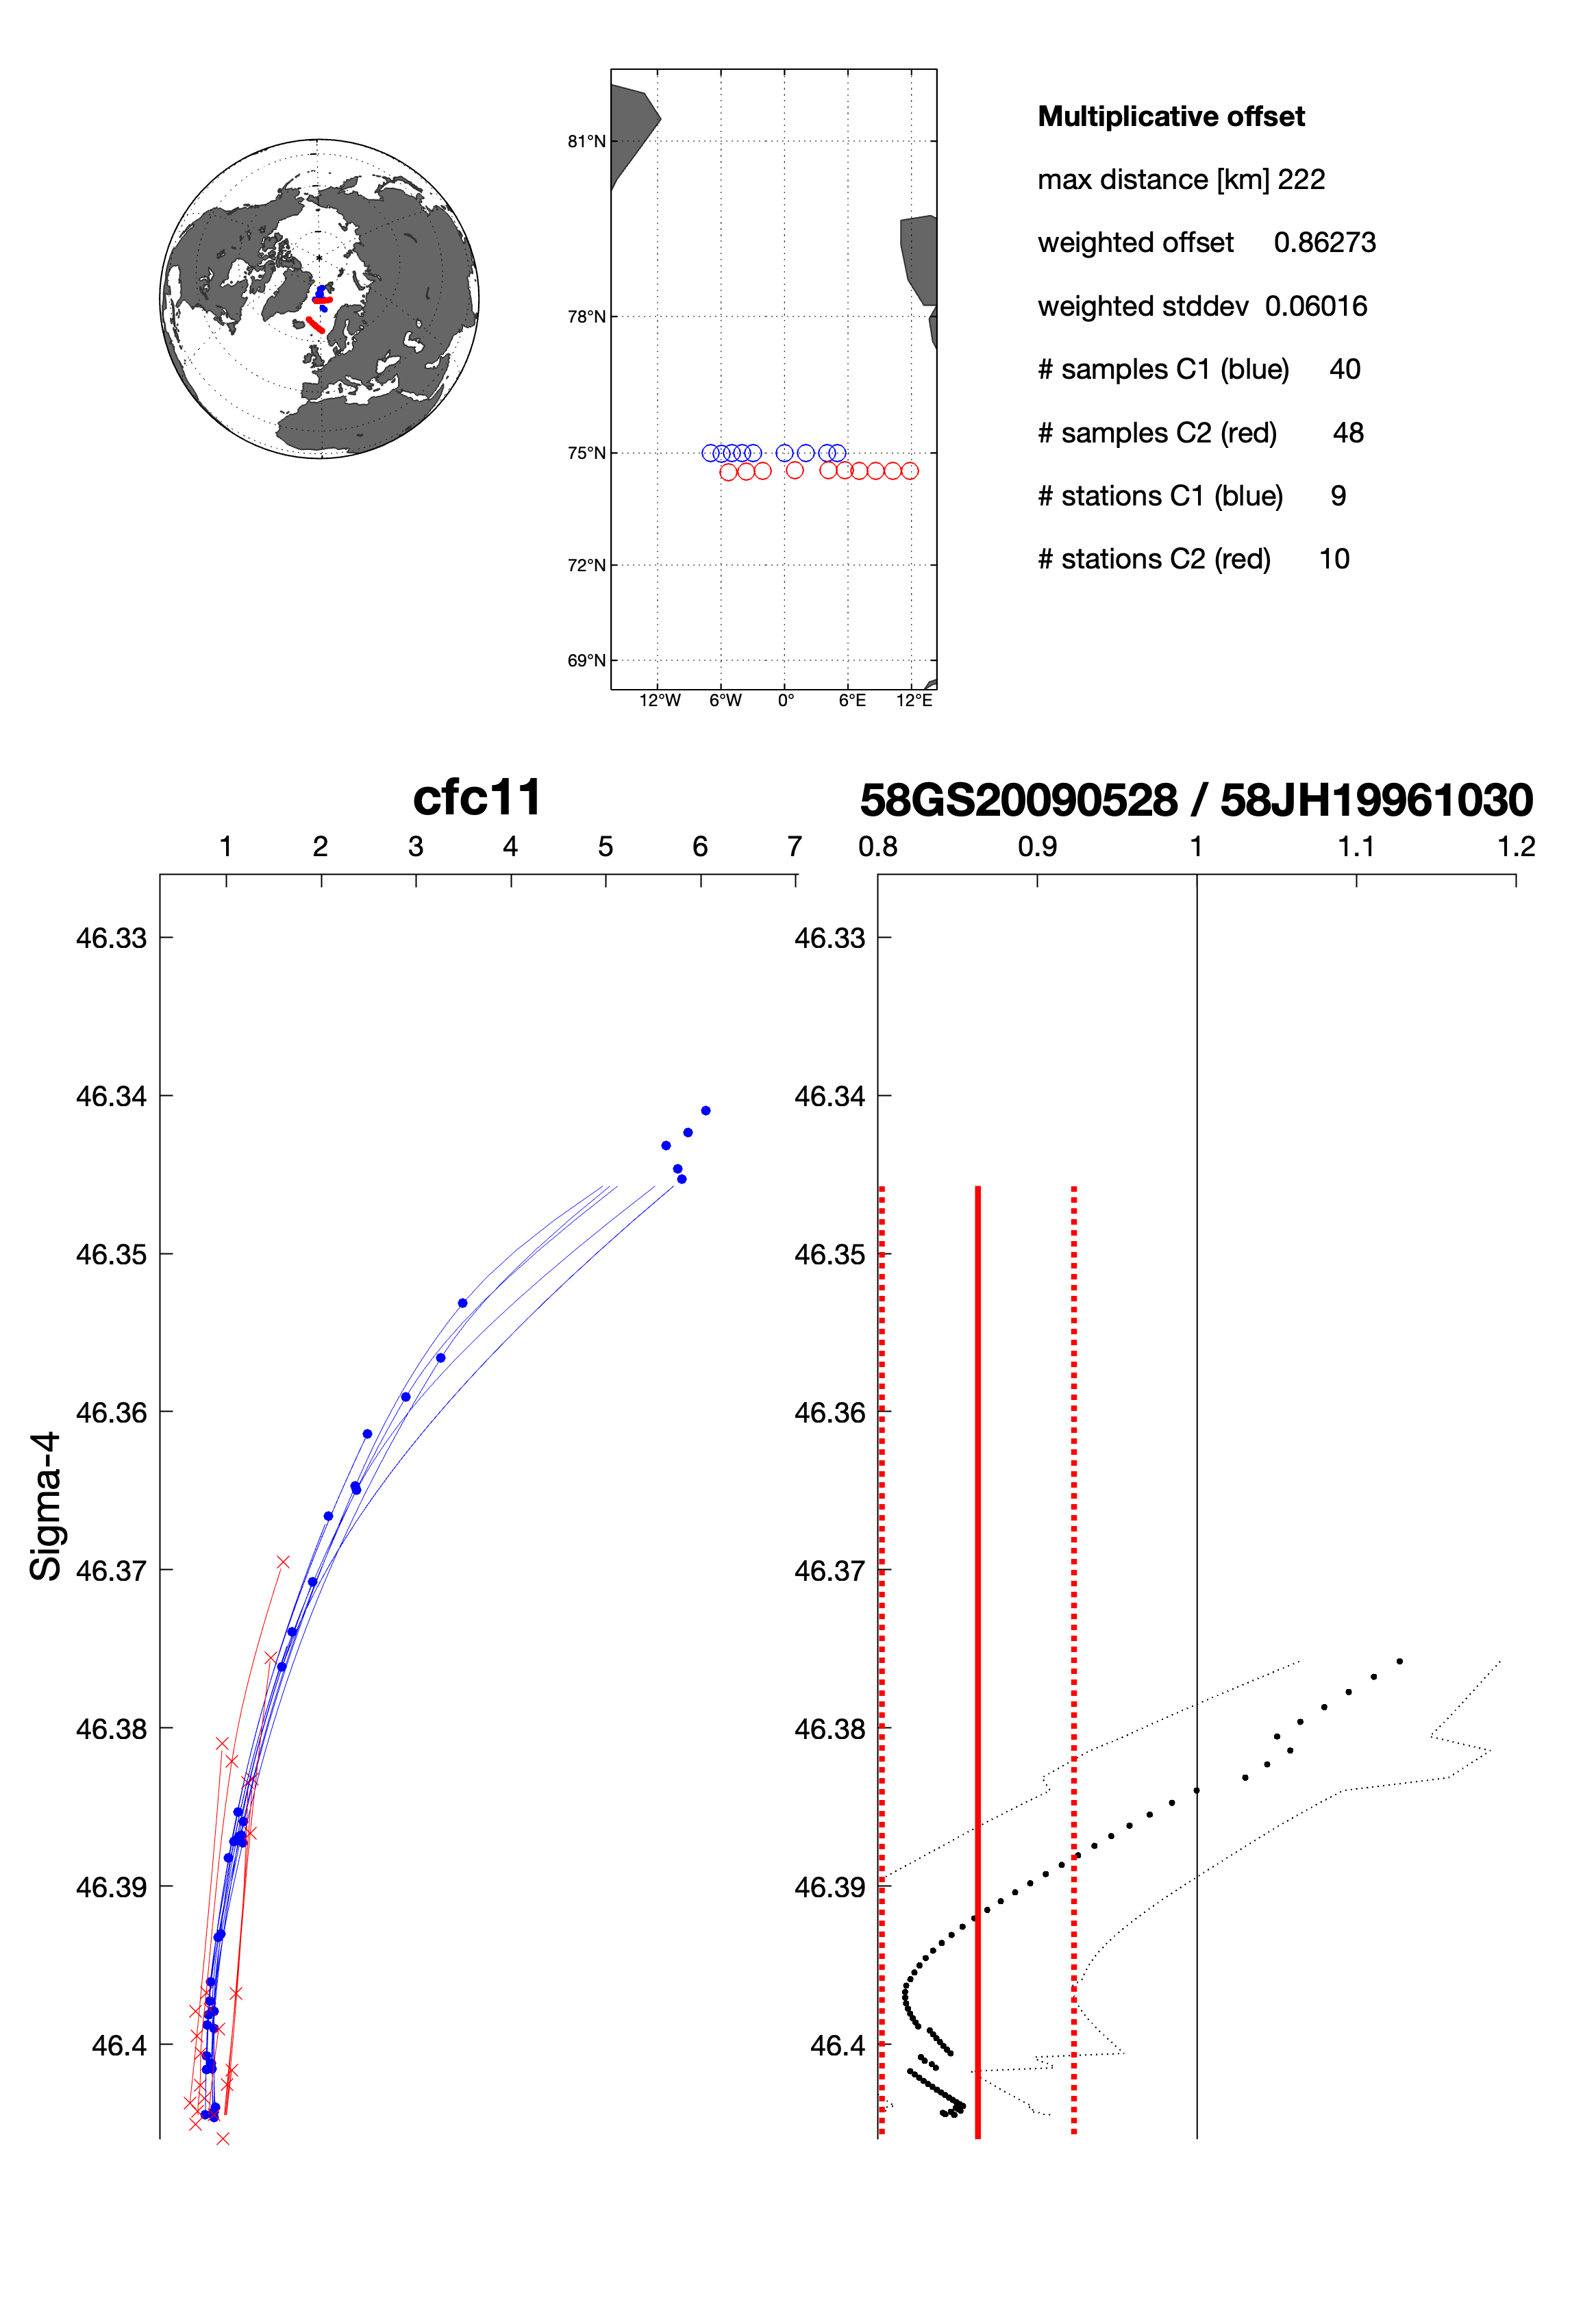 Multiplicative offset
max distance [km] 222
weighted offset 0.86273
weighted stddev 0.06016
# samples C1 (blue) 40
# samples C2 (red) 48
# stations C1 (blue) 9
# stations C2 (red) 10
81°N
78°N
75°N
72°N
69°N
12°W 6°W 0° 6°E 12°E
cfc11
1 2 3 4 5 6 7
46.33
46.34
46.35
46.36
46.37
46.38
46.39
46.4
Sigma-4
58GS20090528 / 58JH19961030
0.8 0.9 1 1.1 1.2
46.33
46.34
46.35
46.36
46.37
46.38
46.39
46.4